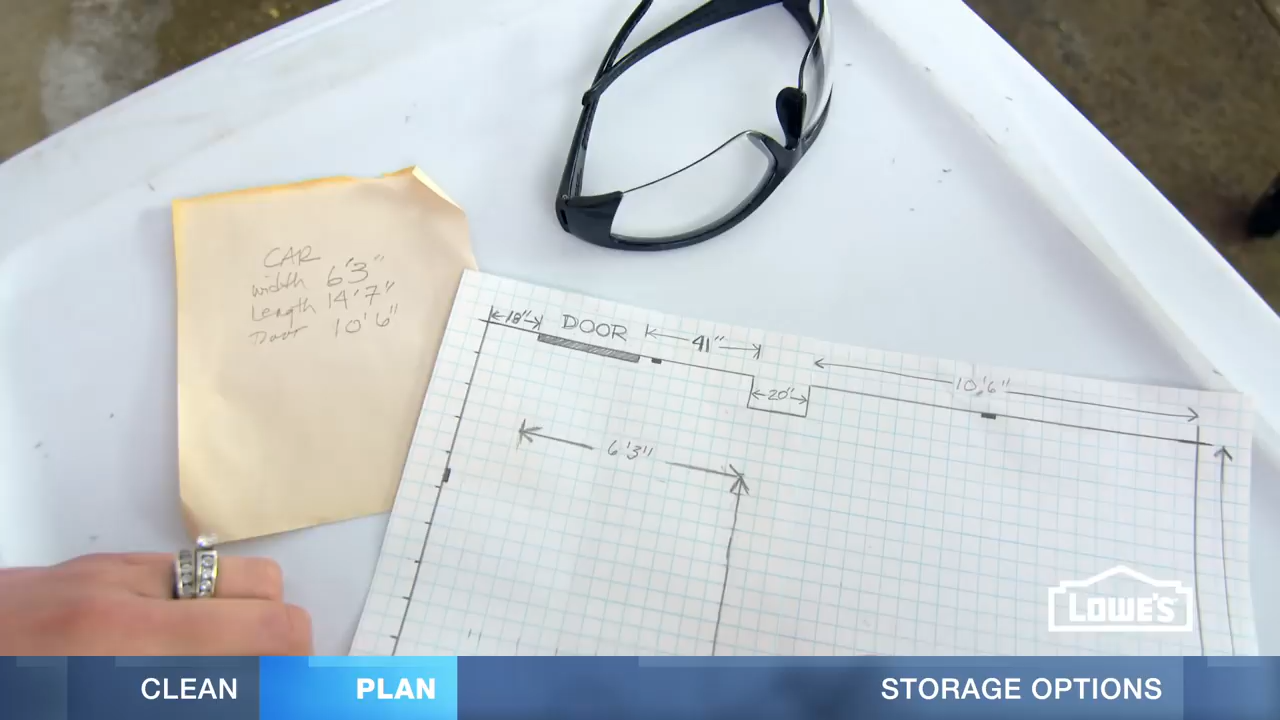 CAR
width 6'3"
Length 14'7"
Door 10'6"
18"
DOOR
41"
20"
10'6"
6'3"
LOWE'S
CLEAN
PLAN
STORAGE OPTIONS